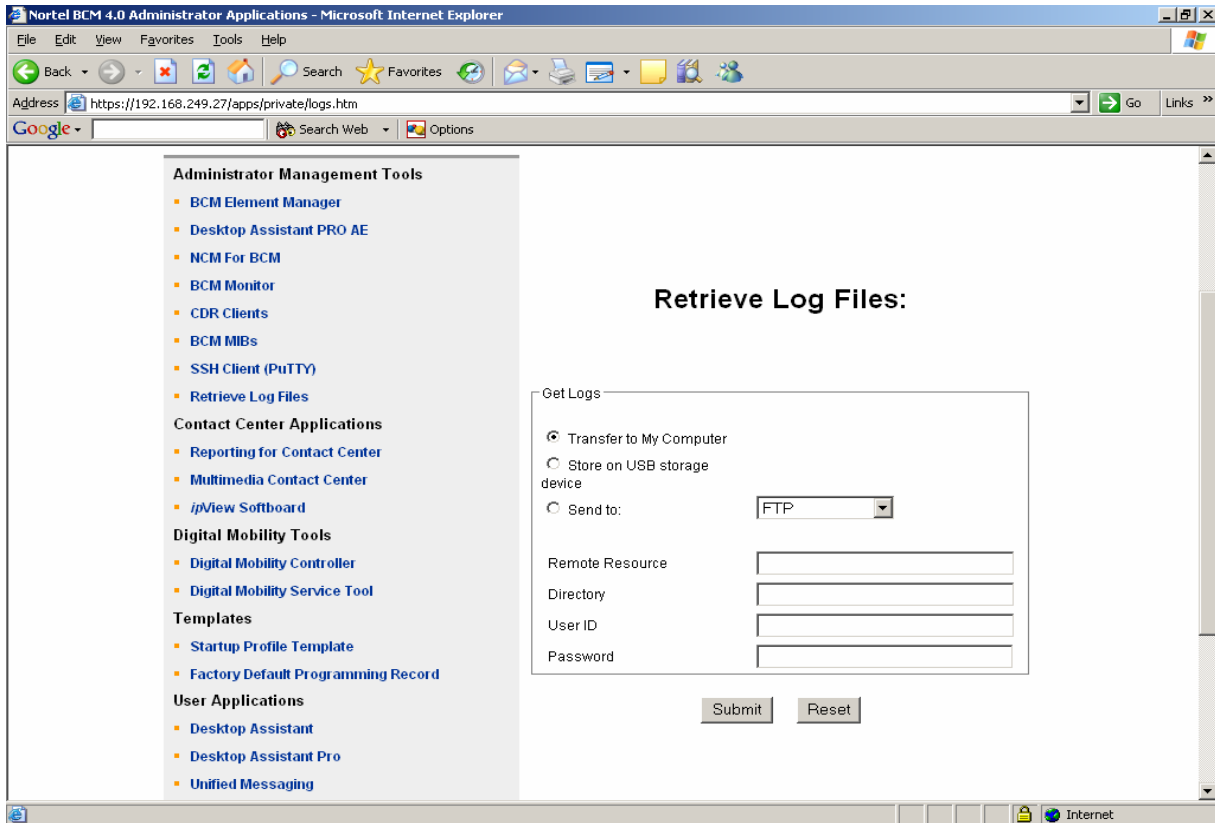 Nortel BCM 4.0 Administrator Applications - Microsoft Internet Explorer
File Edit View Favorites Tools Help
Back Search Favorites
Address https://192.168.249.27/apps/private/logs.htm Go Links »
Google Search Web Options
Administrator Management Tools
BCM Element Manager
Desktop Assistant PRO AE
NCM For BCM
BCM Monitor
CDR Clients
BCM MIBs
SSH Client (PuTTY)
Retrieve Log Files
Contact Center Applications
Reporting for Contact Center
Multimedia Contact Center
ipView Softboard
Digital Mobility Tools
Digital Mobility Controller
Digital Mobility Service Tool
Templates
Startup Profile Template
Factory Default Programming Record
User Applications
Desktop Assistant
Desktop Assistant Pro
Unified Messaging
Retrieve Log Files:
Get Logs
Transfer to My Computer
Store on USB storage
device
Send to: FTP
Remote Resource
Directory
User ID
Password
Submit Reset
Internet